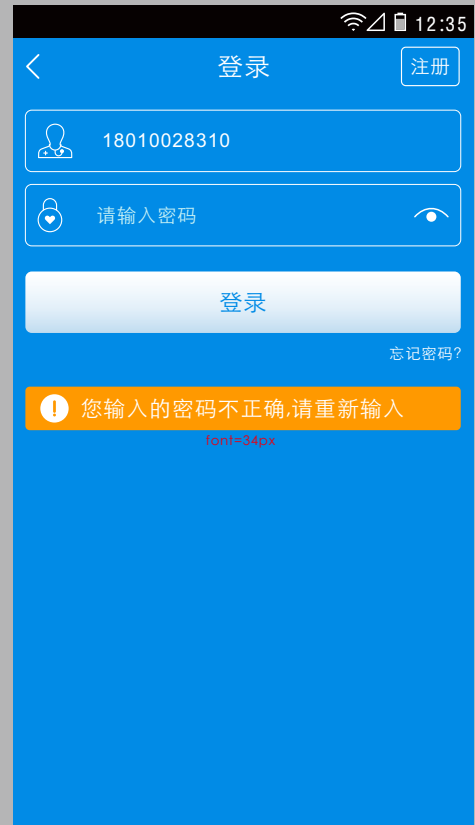 12:35
登录
注册
18010028310
请输入密码
登录
忘记密码?
您输入的密码不正确,请重新输入
font=34px